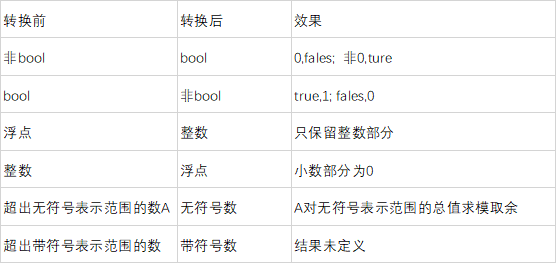 转换前 转换后 效果
非bool bool 0,fales; 非0,ture
bool 非bool true,1; fales,0
浮点 整数 只保留整数部分
整数 浮点 小数部分为0
超出无符号表示范围的数A 无符号数 A对无符号表示范围的总值求模取余
超出带符号表示范围的数 带符号数 结果未定义